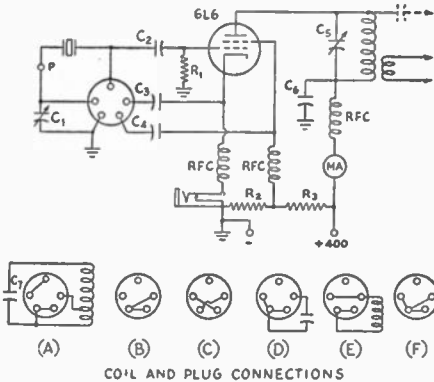 6L6
C2
C5
P
R1
C3
C1
C6
C4
RFC
RFC
RFC
MA
R2
R3
-
+400
C7
(A) (B) (C) (D) (E) (F)
COIL AND PLUG CONNECTIONS